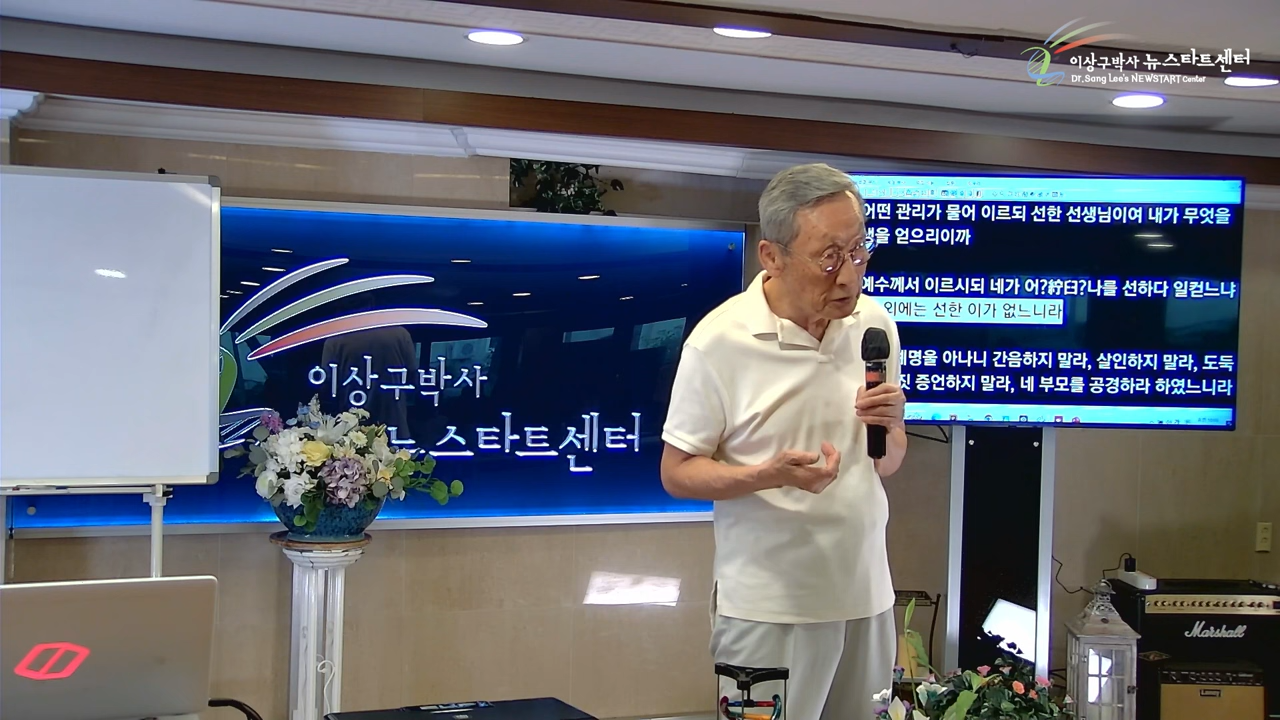 이상구박사 뉴스타트센터
Dr. Sang Lee's NEWSTART Center
어떤 관리가 물어 이르되 선한 선생님이여 내가 무엇을
을 얻으리이까
예수께서 이르시되 네가 어?紵臼?나를 선하다 일컫느냐
외에는 선한 이가 없느니라
계명을 아나니 간음하지 말라, 살인하지 말라, 도둑
짓 증언하지 말라, 네 부모를 공경하라 하였느니라
이상구박사
뉴스타트센터
Marshall
Laney